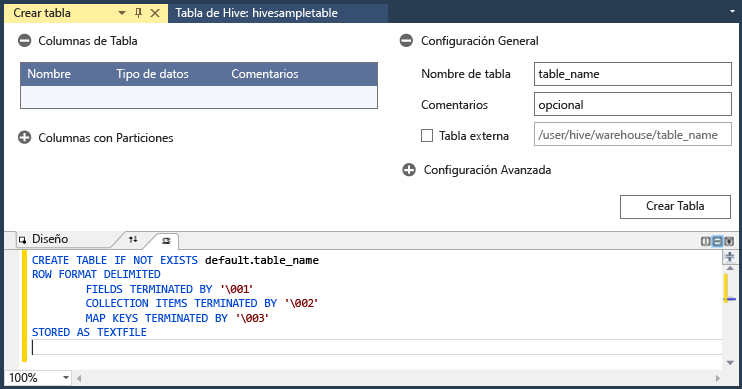 Crear tabla
Tabla de Hive: hivesampletable
Columnas de Tabla
Nombre Tipo de datos Comentarios
Columnas con Particiones
Configuración General
Nombre de tabla table_name
Comentarios opcional
Tabla externa /user/hive/warehouse/table_name
Configuración Avanzada
Crear Tabla
Diseño
CREATE TABLE IF NOT EXISTS default.table_name
ROW FORMAT DELIMITED
FIELDS TERMINATED BY '\001'
COLLECTION ITEMS TERMINATED BY '\002'
MAP KEYS TERMINATED BY '\003'
STORED AS TEXTFILE
100%